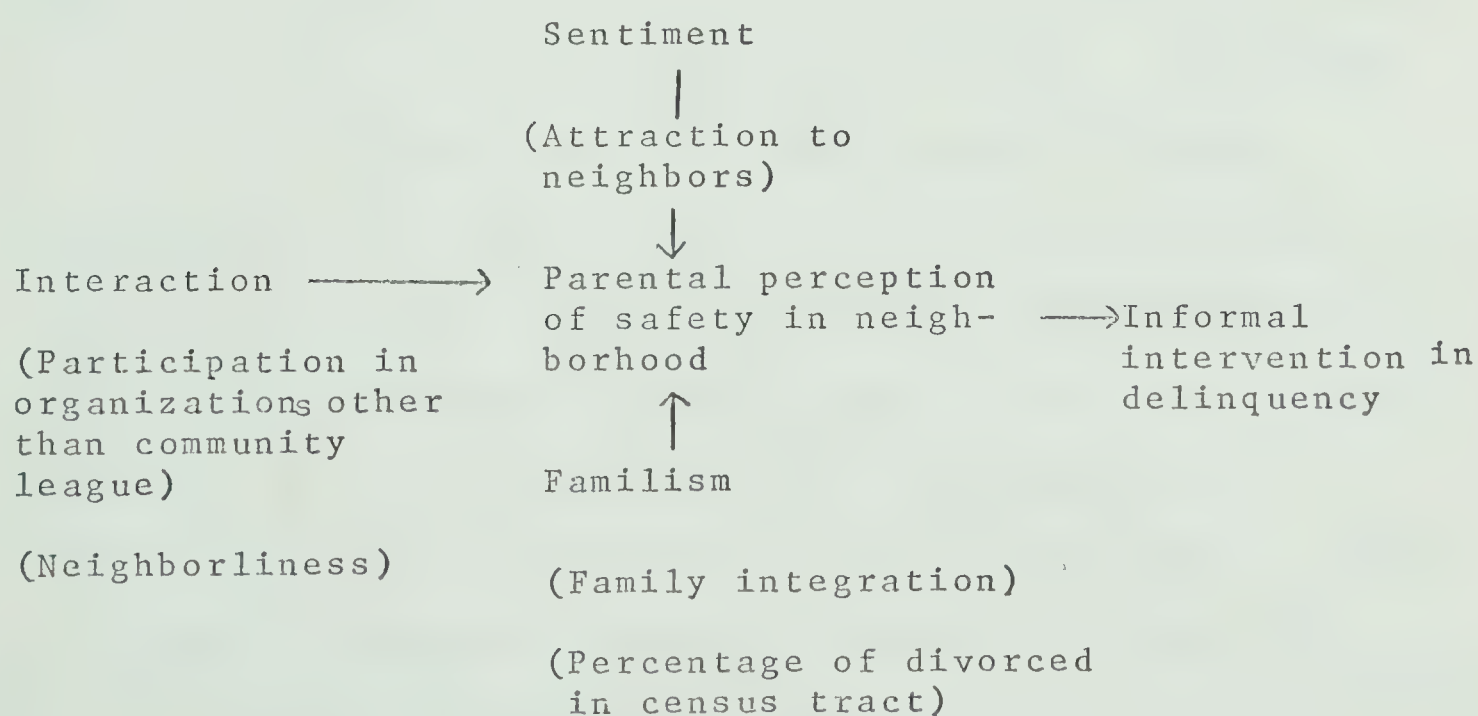 Sentiment
(Attraction to
neighbors)
Interaction
(Participation in
organizations other
than community
league)
(Neighborliness)
Parental perception
of safety in neigh-
borhood
Informal
intervention in
delinquency
Familism
(Family integration)
(Percentage of divorced
in census tract)